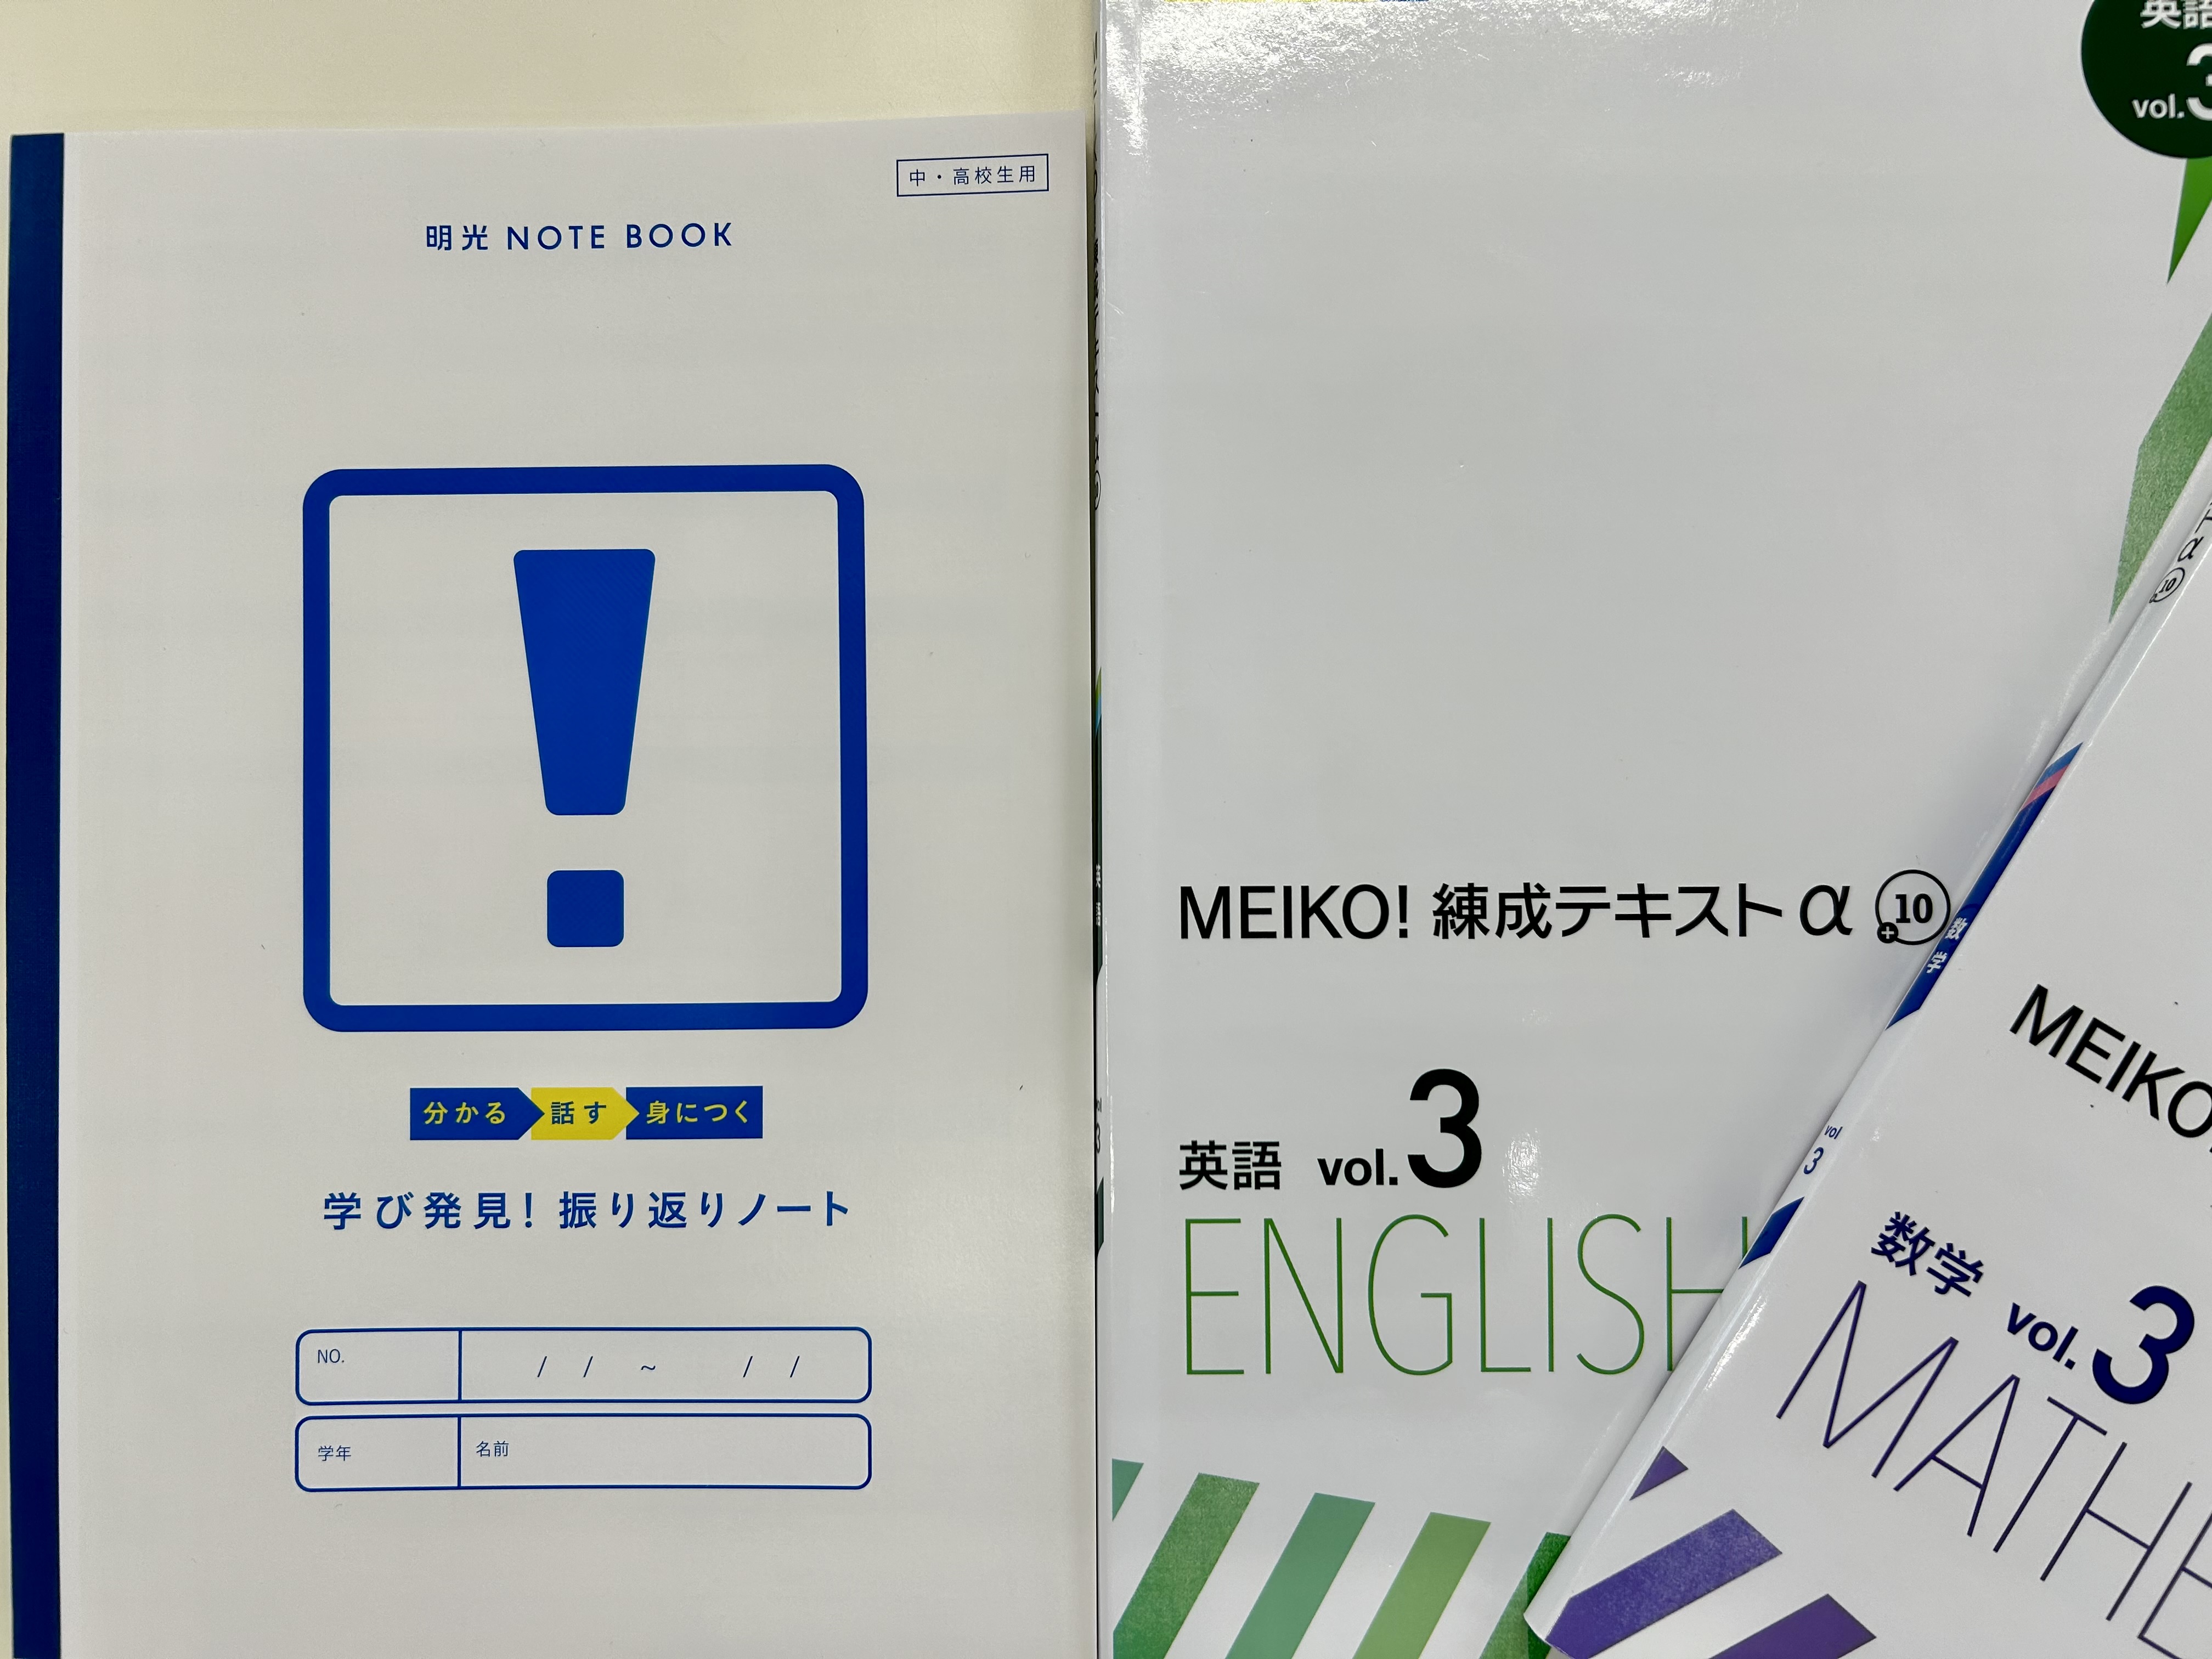 中・高校生用
明光 NOTE BOOK
分かる 話す 身につく
学び発見! 振り返りノート
NO. / / ~ / /
学年 名前
英語
vol.3
MEIKO! 練成テキスト α +10
英語 vol.3
ENGLISH
α +10
数学
vol 3
MEIKO
数学 vol.3
MATHE